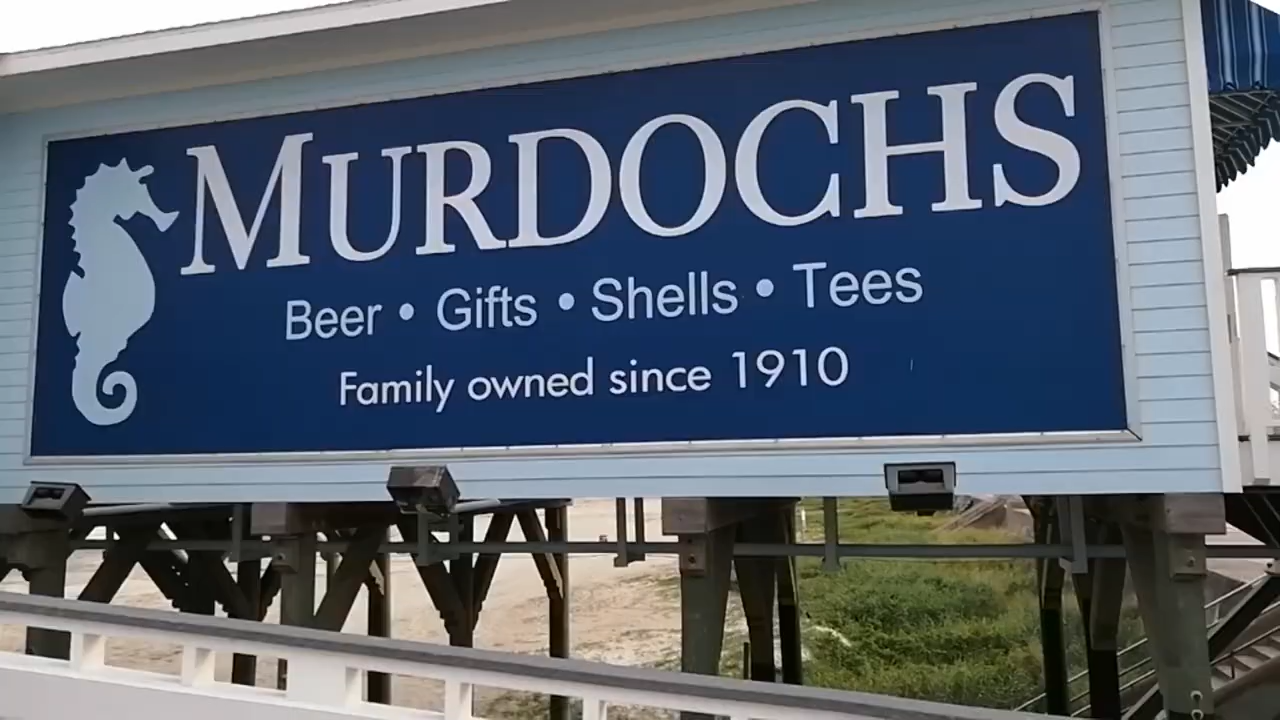 MURDOCHS
Beer • Gifts • Shells • Tees
Family owned since 1910